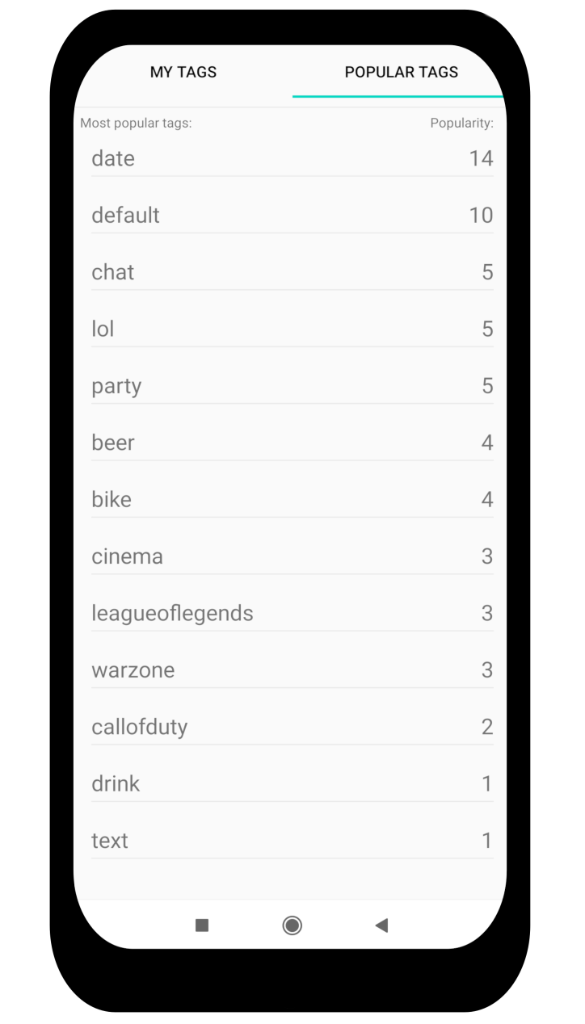 MY TAGS POPULAR TAGS
Most popular tags: Popularity:
date 14
default 10
chat 5
lol 5
party 5
beer 4
bike 4
cinema 3
leagueoflegends 3
warzone 3
callofduty 2
drink 1
text 1